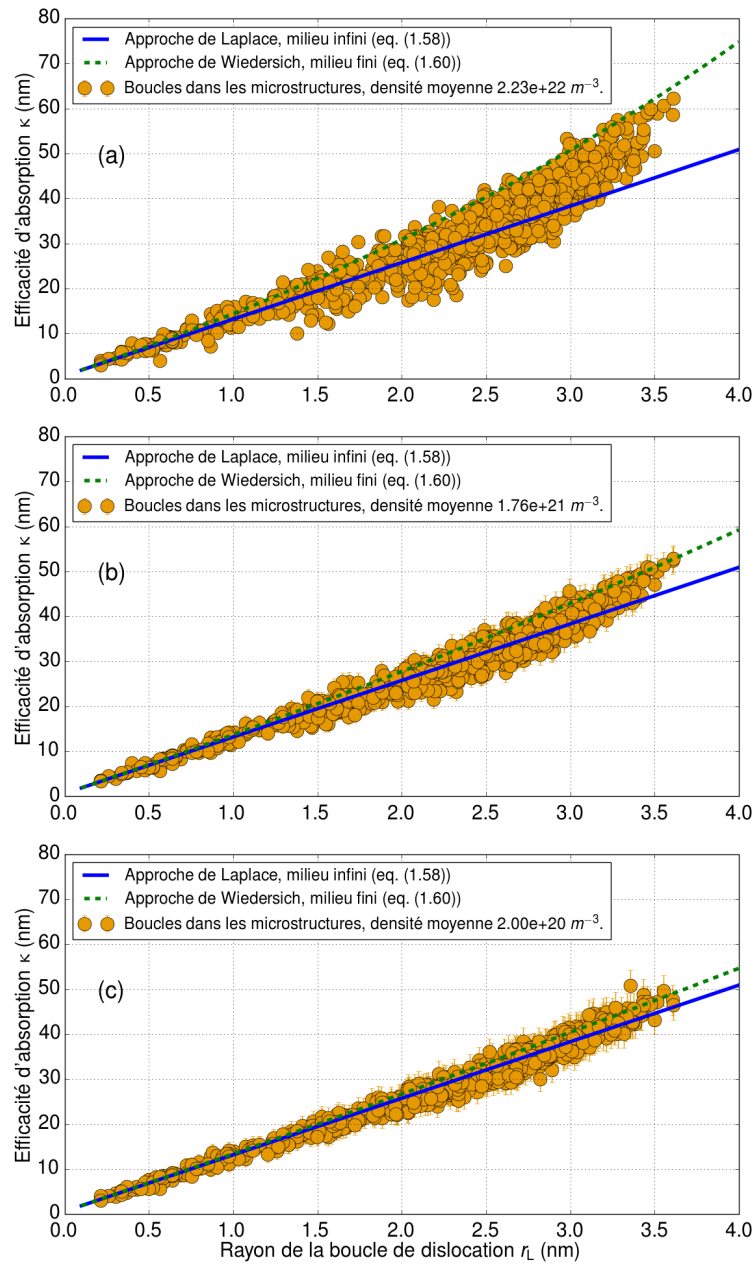 80
70
60
50
40
30
20
10
0
Efficacité d'absorption κ (nm)
Approche de Laplace, milieu infini (eq. (1.58))
Approche de Wiedersich, milieu fini (eq. (1.60))
Boucles dans les microstructures, densité moyenne 2.23e+22 m⁻³.
(a)
0.0 0.5 1.0 1.5 2.0 2.5 3.0 3.5 4.0
80
70
60
50
40
30
20
10
0
Efficacité d'absorption κ (nm)
Approche de Laplace, milieu infini (eq. (1.58))
Approche de Wiedersich, milieu fini (eq. (1.60))
Boucles dans les microstructures, densité moyenne 1.76e+21 m⁻³.
(b)
0.0 0.5 1.0 1.5 2.0 2.5 3.0 3.5 4.0
80
70
60
50
40
30
20
10
0
Efficacité d'absorption κ (nm)
Approche de Laplace, milieu infini (eq. (1.58))
Approche de Wiedersich, milieu fini (eq. (1.60))
Boucles dans les microstructures, densité moyenne 2.00e+20 m⁻³.
(c)
0.0 0.5 1.0 1.5 2.0 2.5 3.0 3.5 4.0
Rayon de la boucle de dislocation r_L (nm)